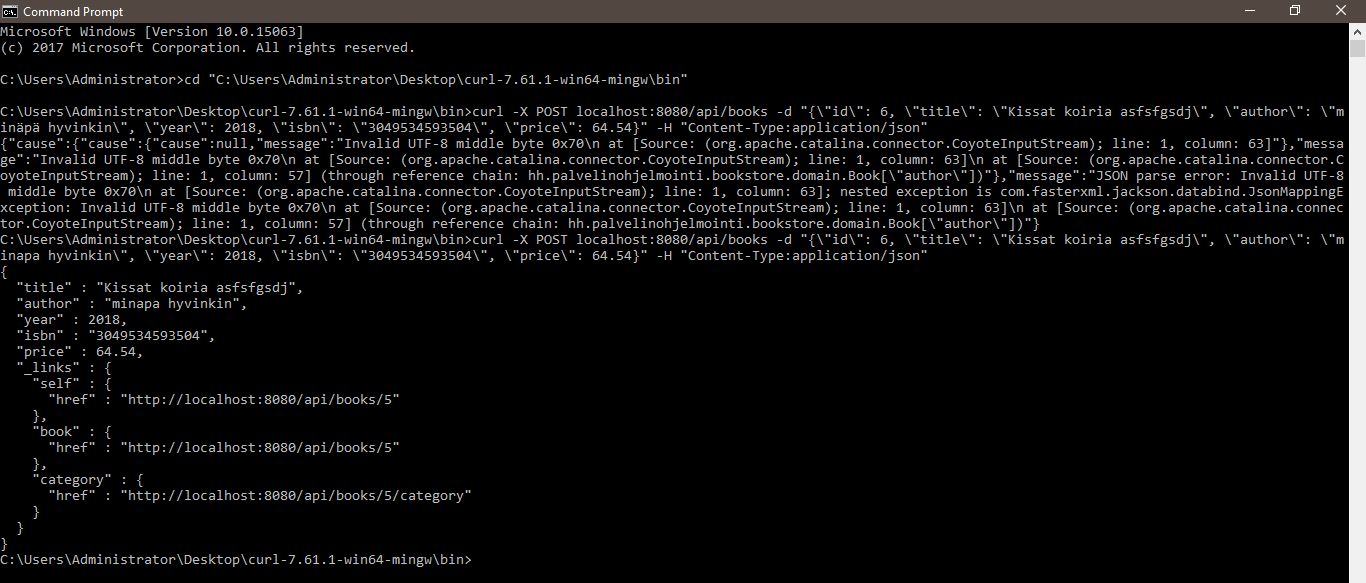 Command Prompt
Microsoft Windows [Version 10.0.15063]
(c) 2017 Microsoft Corporation. All rights reserved.
C:\Users\Administrator>cd "C:\Users\Administrator\Desktop\curl-7.61.1-win64-mingw\bin"
C:\Users\Administrator\Desktop\curl-7.61.1-win64-mingw\bin>curl -X POST localhost:8080/api/books -d "{\"id\": 6, \"title\": \"Kissat koiria asfsfgsdj\", \"author\": \"m
inäpä hyvinkin\", \"year\": 2018, \"isbn\": \"3049534593504\", \"price\": 64.54}" -H "Content-Type:application/json"
{"cause":{"cause":{"cause":null,"message":"Invalid UTF-8 middle byte 0x70\n at [Source: (org.apache.catalina.connector.CoyoteInputStream); line: 1, column: 63]"},"messa
ge":"Invalid UTF-8 middle byte 0x70\n at [Source: (org.apache.catalina.connector.CoyoteInputStream); line: 1, column: 63]\n at [Source: (org.apache.catalina.connector.C
oyoteInputStream); line: 1, column: 57] (through reference chain: hh.palvelinohjelmointi.bookstore.domain.Book[\"author\"])"},"message":"JSON parse error: Invalid UTF-8
 middle byte 0x70\n at [Source: (org.apache.catalina.connector.CoyoteInputStream); line: 1, column: 63]; nested exception is com.fasterxml.jackson.databind.JsonMappingE
xception: Invalid UTF-8 middle byte 0x70\n at [Source: (org.apache.catalina.connector.CoyoteInputStream); line: 1, column: 63]\n at [Source: (org.apache.catalina.connec
tor.CoyoteInputStream); line: 1, column: 57] (through reference chain: hh.palvelinohjelmointi.bookstore.domain.Book[\"author\"])"}
C:\Users\Administrator\Desktop\curl-7.61.1-win64-mingw\bin>curl -X POST localhost:8080/api/books -d "{\"id\": 6, \"title\": \"Kissat koiria asfsfgsdj\", \"author\": \"m
inapa hyvinkin\", \"year\": 2018, \"isbn\": \"3049534593504\", \"price\": 64.54}" -H "Content-Type:application/json"
{
  "title" : "Kissat koiria asfsfgsdj",
  "author" : "minapa hyvinkin",
  "year" : 2018,
  "isbn" : "3049534593504",
  "price" : 64.54,
  "_links" : {
    "self" : {
      "href" : "http://localhost:8080/api/books/5"
    },
    "book" : {
      "href" : "http://localhost:8080/api/books/5"
    },
    "category" : {
      "href" : "http://localhost:8080/api/books/5/category"
    }
  }
}
C:\Users\Administrator\Desktop\curl-7.61.1-win64-mingw\bin>